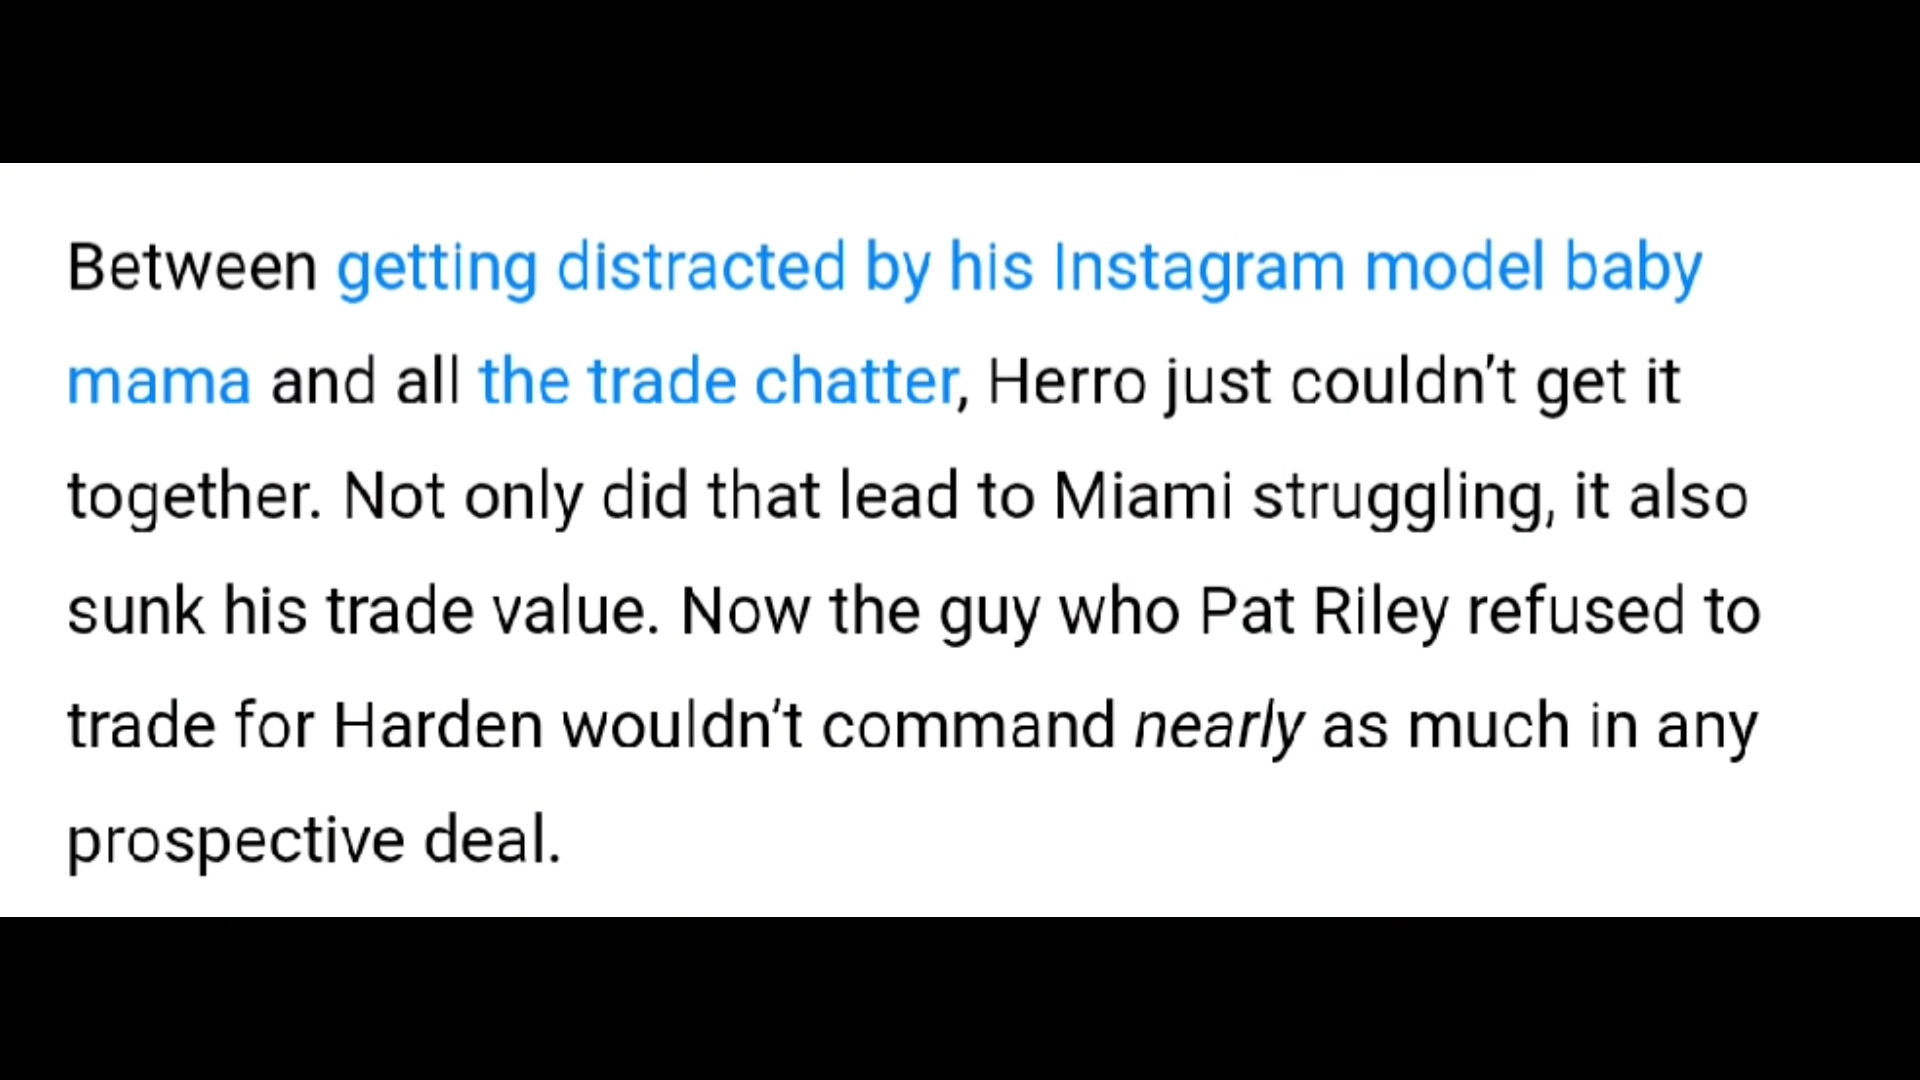 Between getting distracted by his Instagram model baby
mama and all the trade chatter, Herro just couldn’t get it
together. Not only did that lead to Miami struggling, it also
sunk his trade value. Now the guy who Pat Riley refused to
trade for Harden wouldn’t command nearly as much in any
prospective deal.